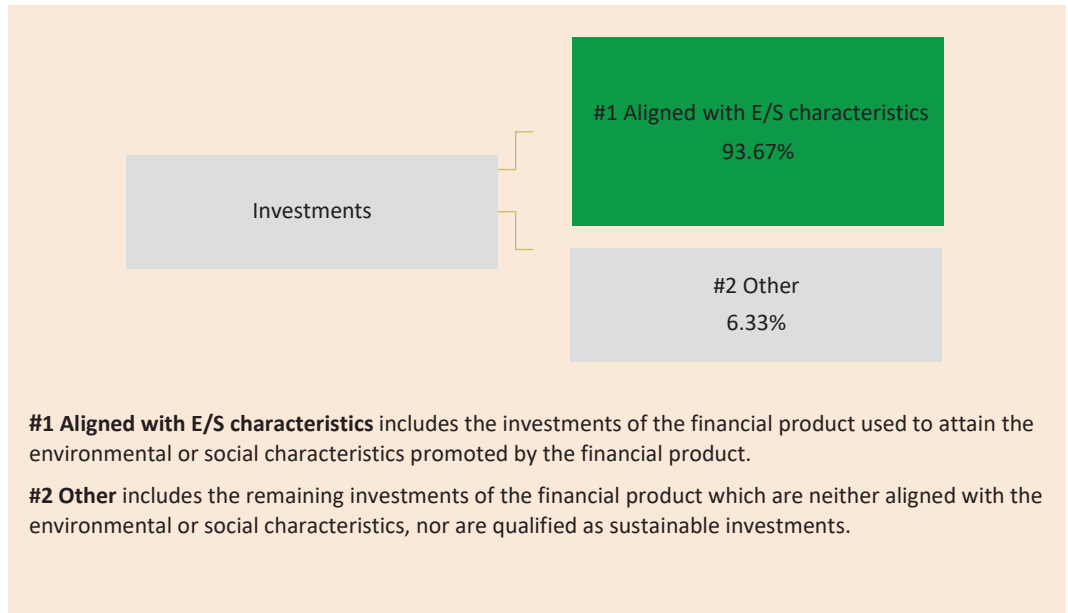 #1 Aligned with E/S characteristics
93.67%
Investments
#2 Other
6.33%
#1 Aligned with E/S characteristics includes the investments of the financial product used to attain the
environmental or social characteristics promoted by the financial product.
#2 Other includes the remaining investments of the financial product which are neither aligned with the
environmental or social characteristics, nor are qualified as sustainable investments.